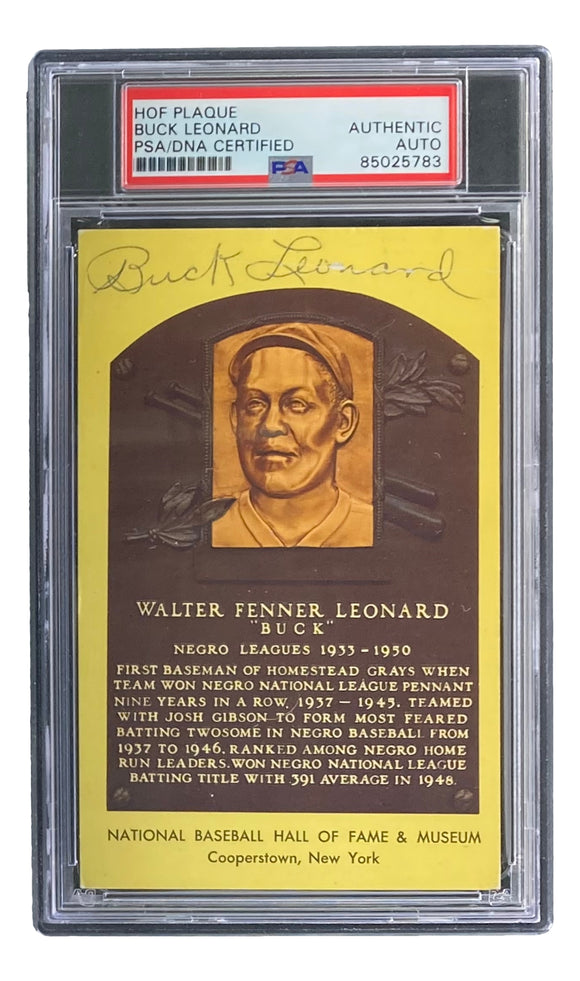 HOF PLAQUE
BUCK LEONARD AUTHENTIC
PSA/DNA CERTIFIED AUTO
PSA 85025783
Buck Leonard
WALTER FENNER LEONARD
"BUCK"
NEGRO LEAGUES 1933 - 1950
FIRST BASEMAN OF HOMESTEAD GRAYS WHEN
TEAM WON NEGRO NATIONAL LEAGUE PENNANT
NINE YEARS IN A ROW, 1937 - 1945. TEAMED
WITH JOSH GIBSON TO FORM MOST FEARED
BATTING TWOSOME IN NEGRO BASEBALL FROM
1937 TO 1946. RANKED AMONG NEGRO HOME
RUN LEADERS. WON NEGRO NATIONAL LEAGUE
BATTING TITLE WITH .391 AVERAGE IN 1948.
NATIONAL BASEBALL HALL OF FAME & MUSEUM
Cooperstown, New York